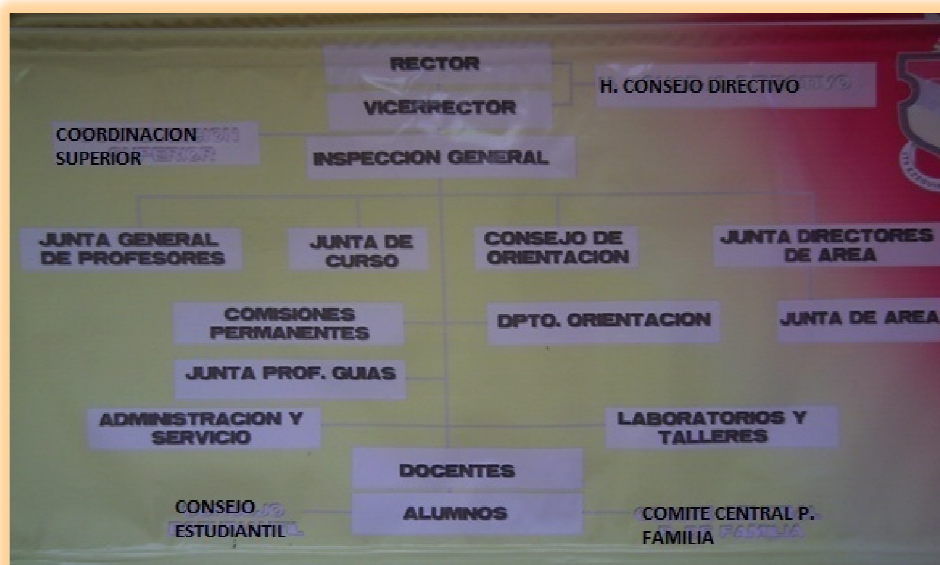 RECTOR
H. CONSEJO DIRECTIVO
VICERRECTOR
COORDINACION
SUPERIOR
INSPECCION GENERAL
JUNTA GENERAL
DE PROFESORES
JUNTA DE
CURSO
CONSEJO DE
ORIENTACION
JUNTA DIRECTORES
DE AREA
COMISIONES
PERMANENTES
DPTO. ORIENTACION
JUNTA DE AREA
JUNTA PROF. GUIAS
ADMINISTRACION Y
SERVICIO
LABORATORIOS Y
TALLERES
DOCENTES
ALUMNOS
CONSEJO
ESTUDIANTIL
COMITE CENTRAL P.
FAMILIA